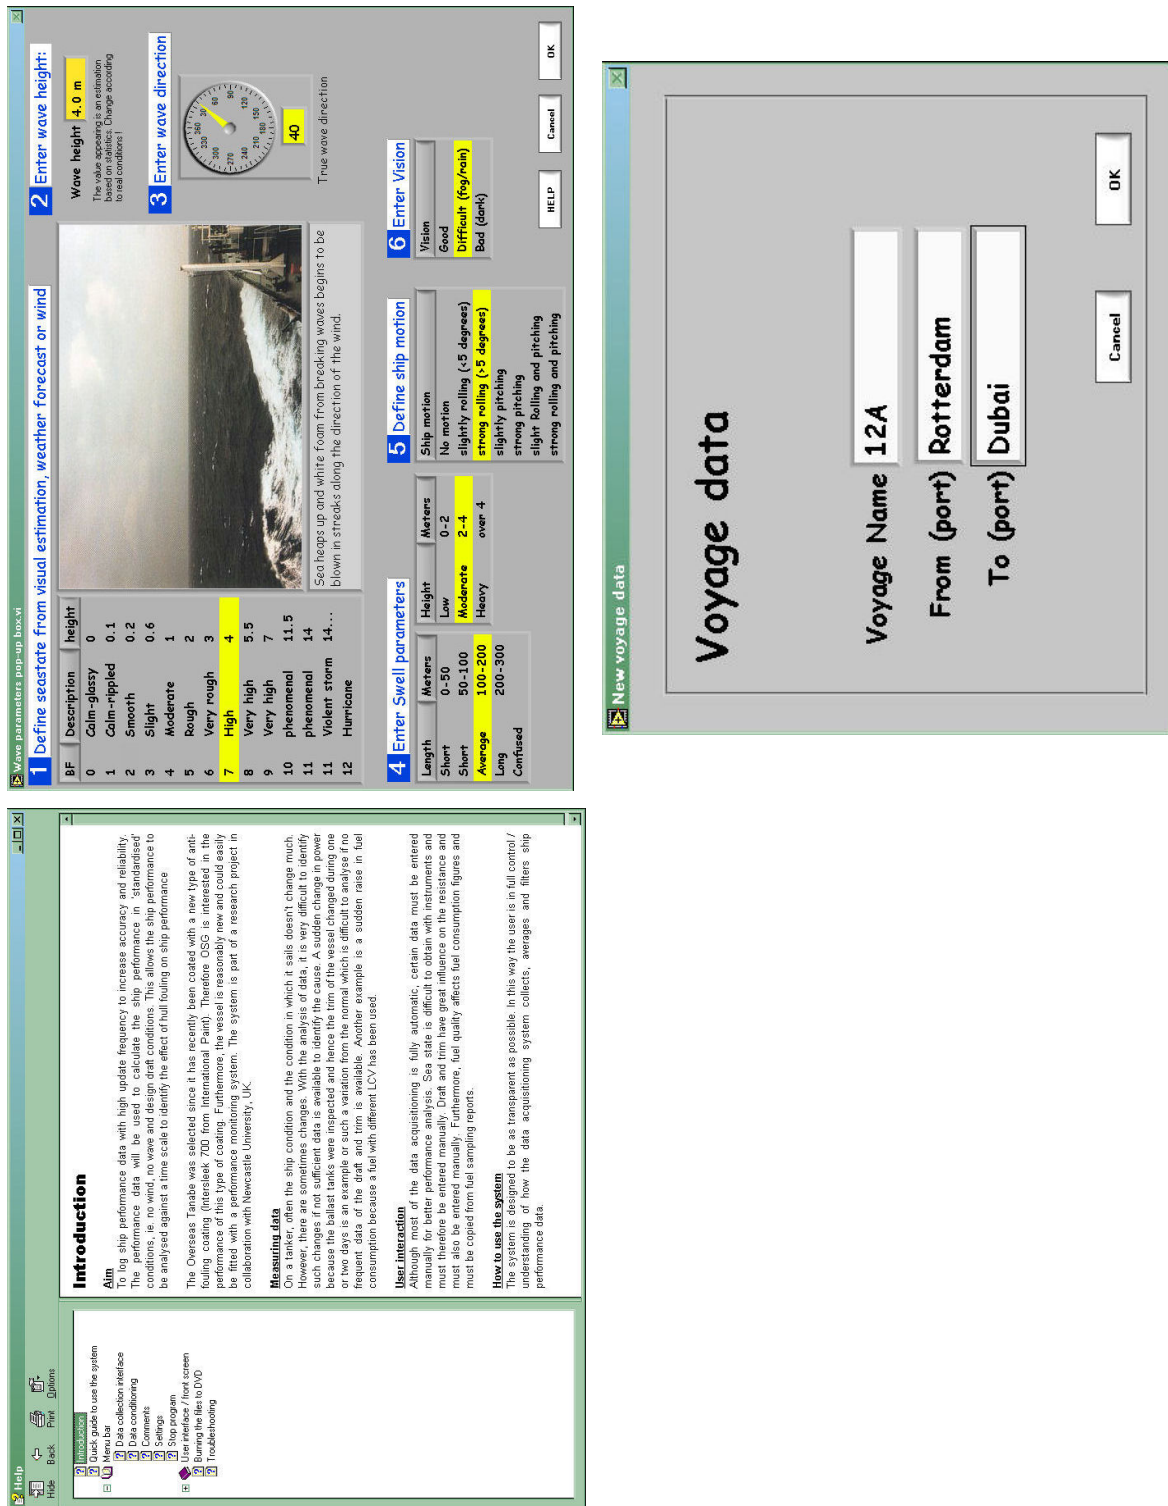 Help
Hide
Back
Print
Options
Introduction
Quick guide to use the system
Menu bar
Data collection interface
Data conditioning
Comments
Settings
Stop program
User interface / front screen
Burning the files to DVD
Troubleshooting
Introduction
Aim
To log ship performance data with high update frequency to increase accuracy and reliability.
The performance data will be used to calculate the ship performance in 'standardised'
conditions, ie. no wind, no wave and design draft conditions. This allows the ship performance to
be analysed against a time scale to identify the effect of hull fouling on ship performance
The Overseas Tanabe was selected since it has recently been coated with a new type of anti-
fouling coating (Intersleek 700 from International Paint). Therefore OSG is interested in the
performance of this type of coating. Furthermore, the vessel is reasonably new and could easily
be fitted with a performance monitoring system. The system is part of a research project in
collaboration with Newcastle University, UK.
Measuring data
On a tanker, often the ship condition and the condition in which it sails doesn't change much.
However, there are sometimes changes. With the analysis of data, it is very difficult to identify
such changes if not sufficient data is available to identify the cause. A sudden change in power
because the ballast tanks were inspected and hence the trim of the vessel changed during one
or two days is an example or such a variation from the normal which is difficult to analyse if no
frequent data of the draft and trim is available. Another example is a sudden raise in fuel
consumption because a fuel with different LCV has been used.
User interaction
Although most of the data acquisitioning is fully automatic, certain data must be entered
manually for better performance analysis. Sea state is difficult to obtain with instruments and
must therefore be entered manually. Draft and trim have great influence on the resistance and
must also be entered manually. Furthermore, fuel quality affects fuel consumption figures and
must be copied from fuel sampling reports.
How to use the system
The system is designed to be as transparent as possible. In this way the user is in full control /
understanding of how the data acquisitioning system collects, averages and filters ship
performance data.
Wave parameters pop-up box.vi
1 Define seastate from visual estimation, weather forecast or wind
BF Description height
0 Calm-glassy 0
1 Calm-rippled 0.1
2 Smooth 0.2
3 Slight 0.6
4 Moderate 1
5 Rough 2
6 Very rough 3
7 High 4
8 Very high 5.5
9 Very high 7
10 phenomenal 11.5
11 phenomenal 14
11 Violent storm 14...
12 Hurricane
Sea heaps up and white foam from breaking waves begins to be
blown in streaks along the direction of the wind.
2 Enter wave height:
Wave height 4.0 m
The value appearing is an estimation
based on statistics. Change according
to real conditions !
3 Enter wave direction
360
30
60
90
120
150
180
210
240
270
300
330
40
True wave direction
4 Enter Swell parameters
Length Meters
Short 0-50
Short 50-100
Average 100-200
Long 200-300
Confused
Height Meters
Low 0-2
Moderate 2-4
Heavy over 4
5 Define ship motion
Ship motion
No motion
slightly rolling (<5 degrees)
strong rolling (>5 degrees)
slightly pitching
strong pitching
slight Rolling and pitching
strong rolling and pitching
6 Enter Vision
Vision
Good
Difficult (fog/rain)
Bad (dark)
HELP
Cancel
OK
New voyage data
Voyage data
Voyage Name 12A
From (port) Rotterdam
To (port) Dubai
Cancel
OK